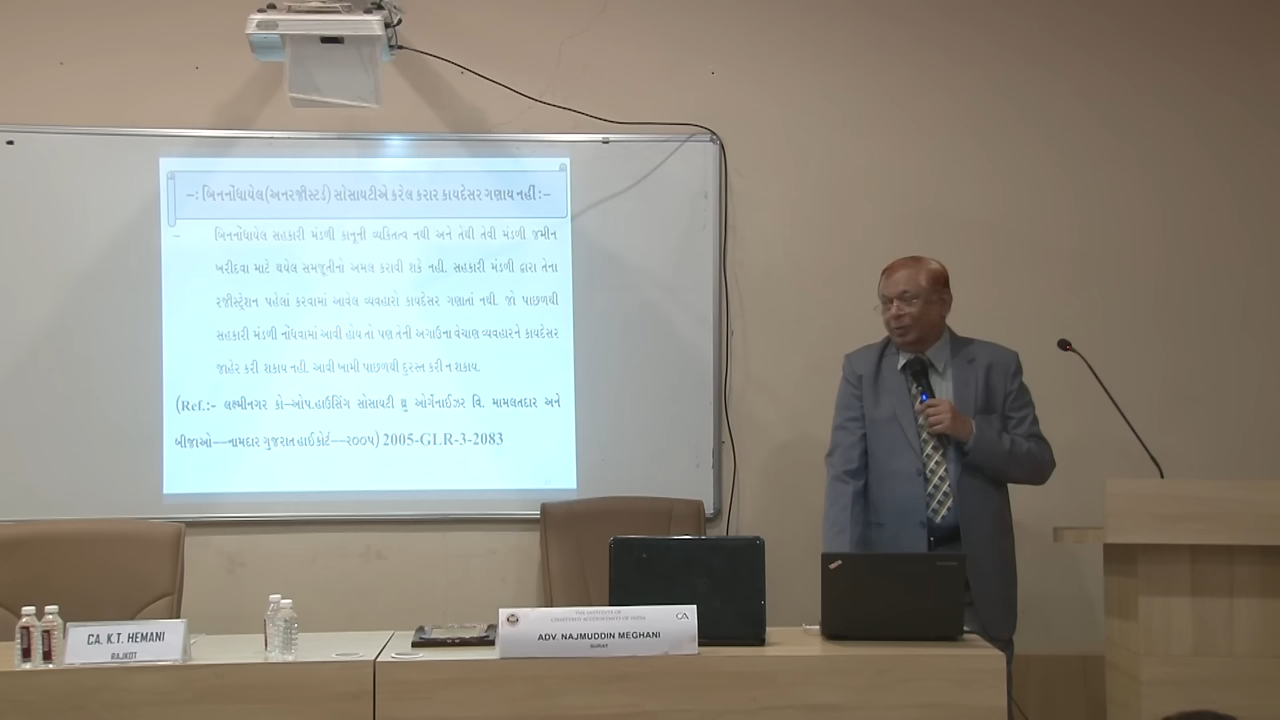 –: બિનનોંધાયેલ(અનરજીસ્ટર્ડ) સોસાયટીએ કરેલ કરાર કાયદેસર ગણાય નહીં :–
– બિનનોંધાયેલ સહકારી મંડળી કાનૂની વ્યકિતત્વ નથી અને તેથી તેવી મંડળી જમીન
ખરીદવા માટે થયેલ સમજૂતીનો અમલ કરાવી શકે નહી. સહકારી મંડળી દ્વારા તેના
રજીસ્ટ્રેશન પહેલાં કરવામાં આવેલ વ્યવહારો કાયદેસર ગણાતાં નથી. જો પાછળથી
સહકારી મંડળી નોંધવામાં આવી હોય તો પણ તેની અગાઉના વેચાણ વ્યવહારને કાયદેસર
જાહેર કરી શકાય નહી. આવી ખામી પાછળથી દુરસ્ત કરી ન શકાય.
(Ref.:- લક્ષ્મીનગર કો–ઓપ.હાઉસિંગ સોસાયટી થ્રુ ઓર્ગેનાઈઝર વિ. મામલતદાર અને
બીજાઓ––નામદાર ગુજરાત હાઈકોર્ટ––૨૦૦૫) 2005-GLR-3-2083
CA. K.T. HEMANI
RAJKOT
THE INSTITUTE OF
CHARTERED ACCOUNTANTS OF INDIA
CA
ADV. NAJMUDDIN MEGHANI
SURAT